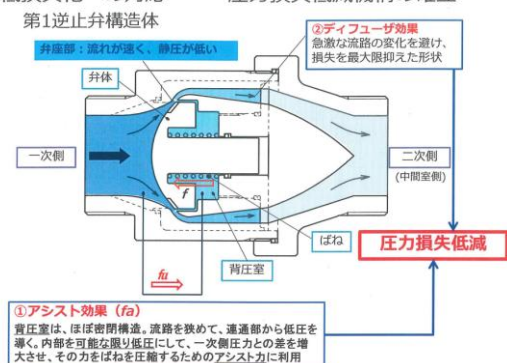 第1逆止弁構造体
弁座部：流れが速く、静圧が低い
②ディフューザ効果
急激な流路の変化を避け、
損失を最大限抑えた形状
弁体
一次側
二次側
(中間室側)
f
ばね
背圧室
圧力損失低減
fa
①アシスト効果（fa）
背圧室は、ほぼ密閉構造。流路を狭めて、連通部から低圧を
導く。内部を可能な限り低圧にして、一次側圧力との差を増
大させ、その力をばねを圧縮するためのアシスト力に利用